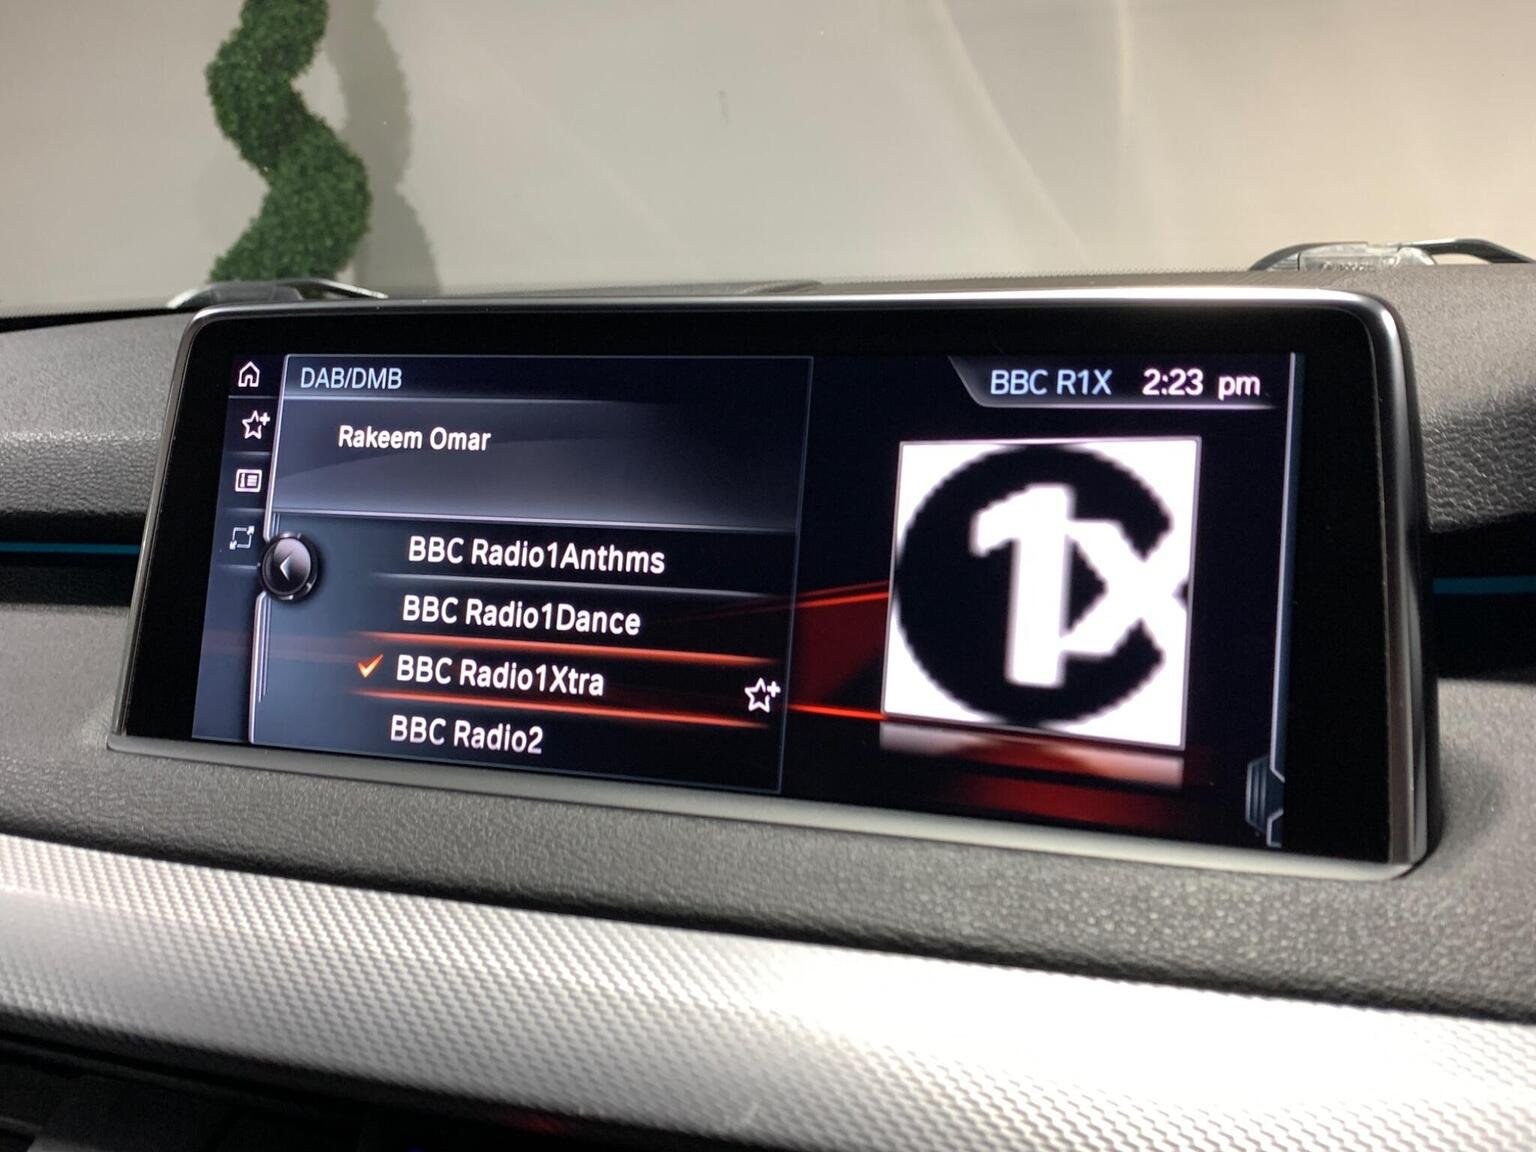 DAB/DMB
BBC R1X 2:23 pm
Rakeem Omar
BBC Radio1Anthms
BBC Radio1Dance
BBC Radio1Xtra
BBC Radio2
1X